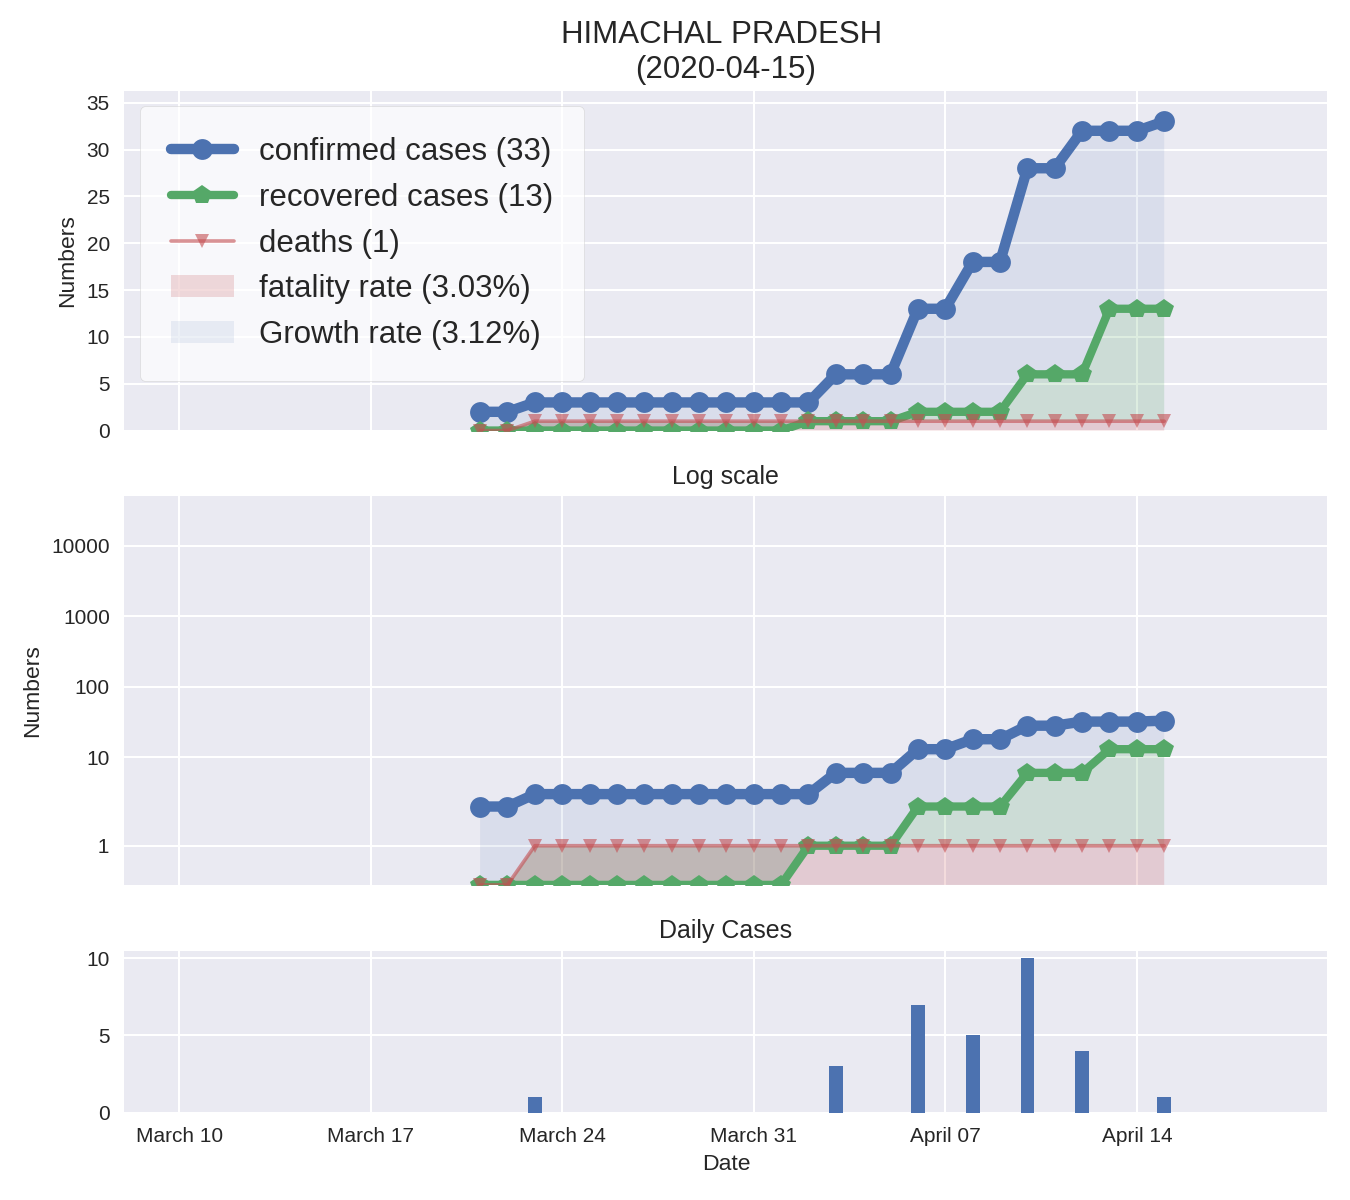 HIMACHAL PRADESH
(2020-04-15)
35
30
25
20
15
10
5
0
Numbers
confirmed cases (33)
recovered cases (13)
deaths (1)
fatality rate (3.03%)
Growth rate (3.12%)
Log scale
10000
1000
100
10
1
Numbers
Daily Cases
10
5
0
March 10 March 17 March 24 March 31 April 07 April 14
Date